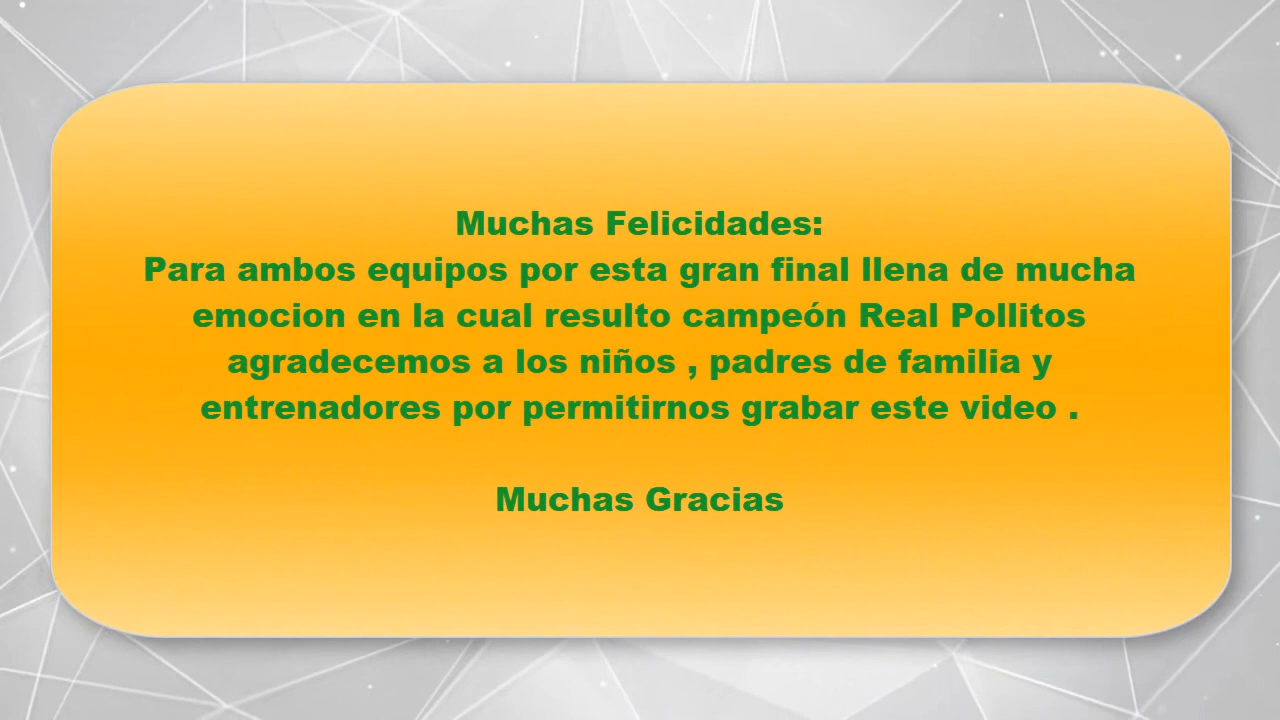 Muchas Felicidades:
Para ambos equipos por esta gran final llena de mucha
emocion en la cual resulto campeón Real Pollitos
agradecemos a los niños , padres de familia y
entrenadores por permitirnos grabar este video .
Muchas Gracias